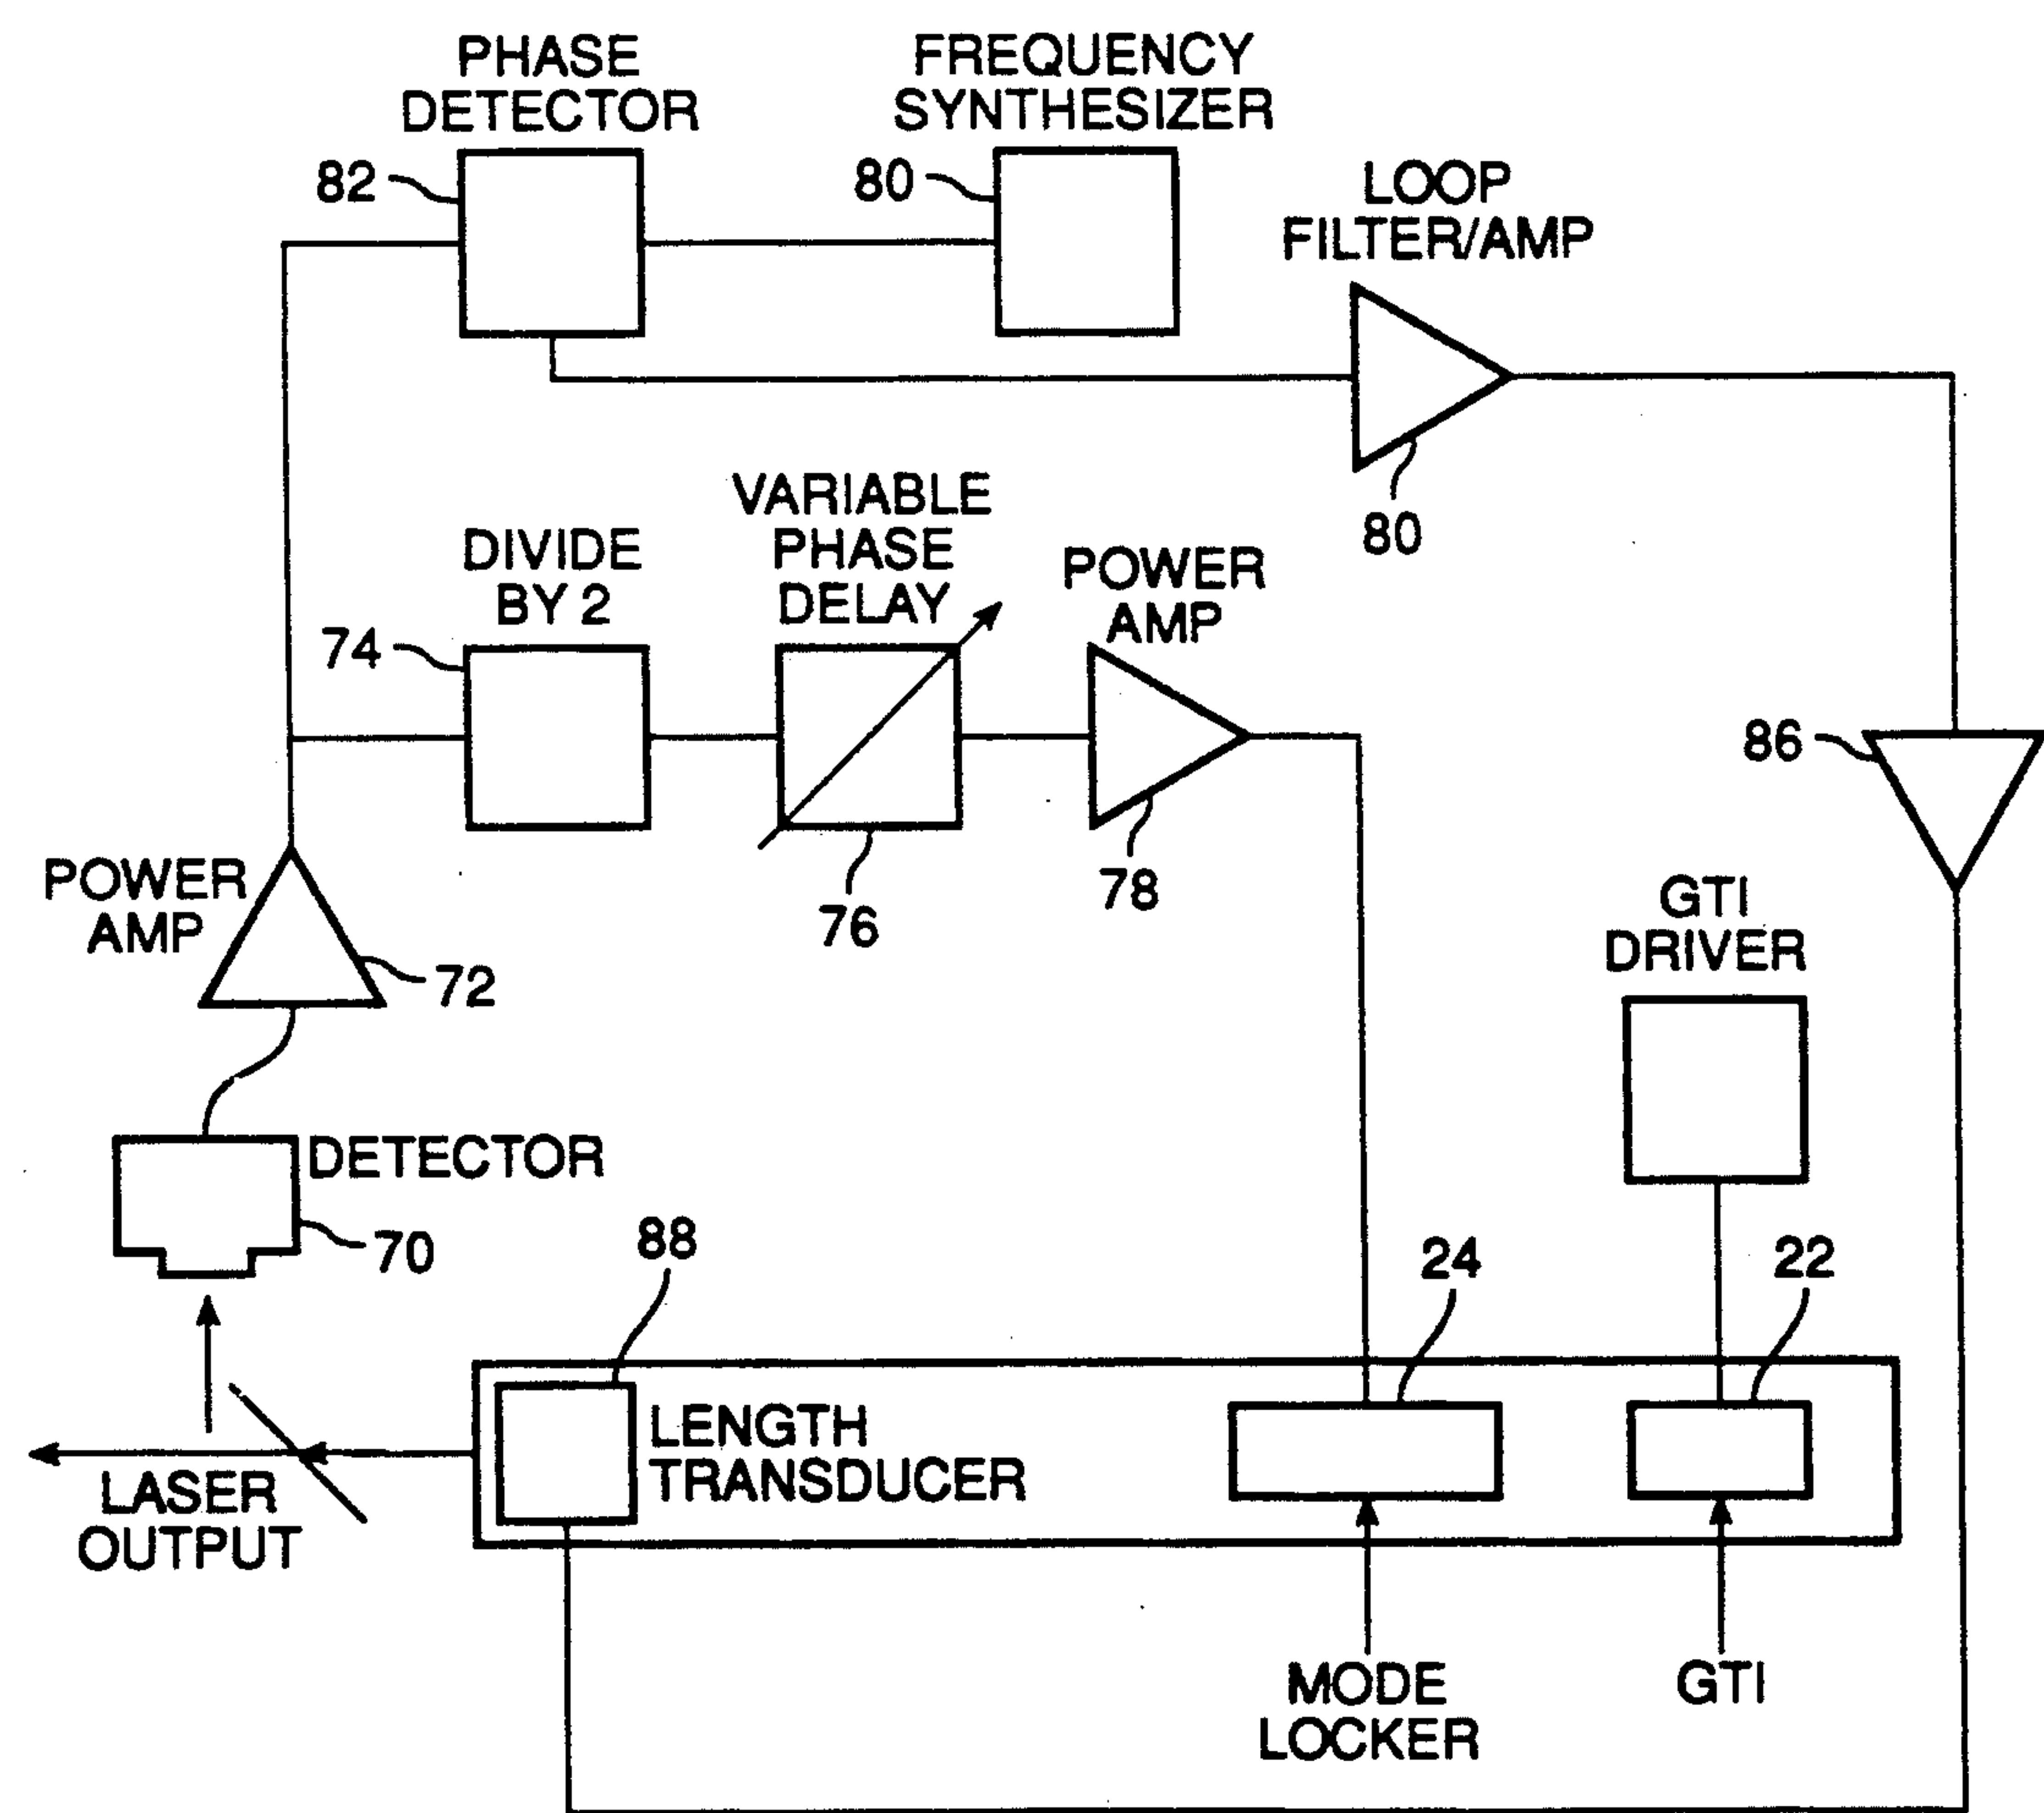 PHASE
DETECTOR
82
FREQUENCY
SYNTHESIZER
80
LOOP
FILTER/AMP
80
DIVIDE
BY 2
74
VARIABLE
PHASE
DELAY
76
POWER
AMP
78
86
POWER
AMP
72
GTI
DRIVER
DETECTOR
70
88
24
22
LENGTH
TRANSDUCER
LASER
OUTPUT
MODE
LOCKER
GTI